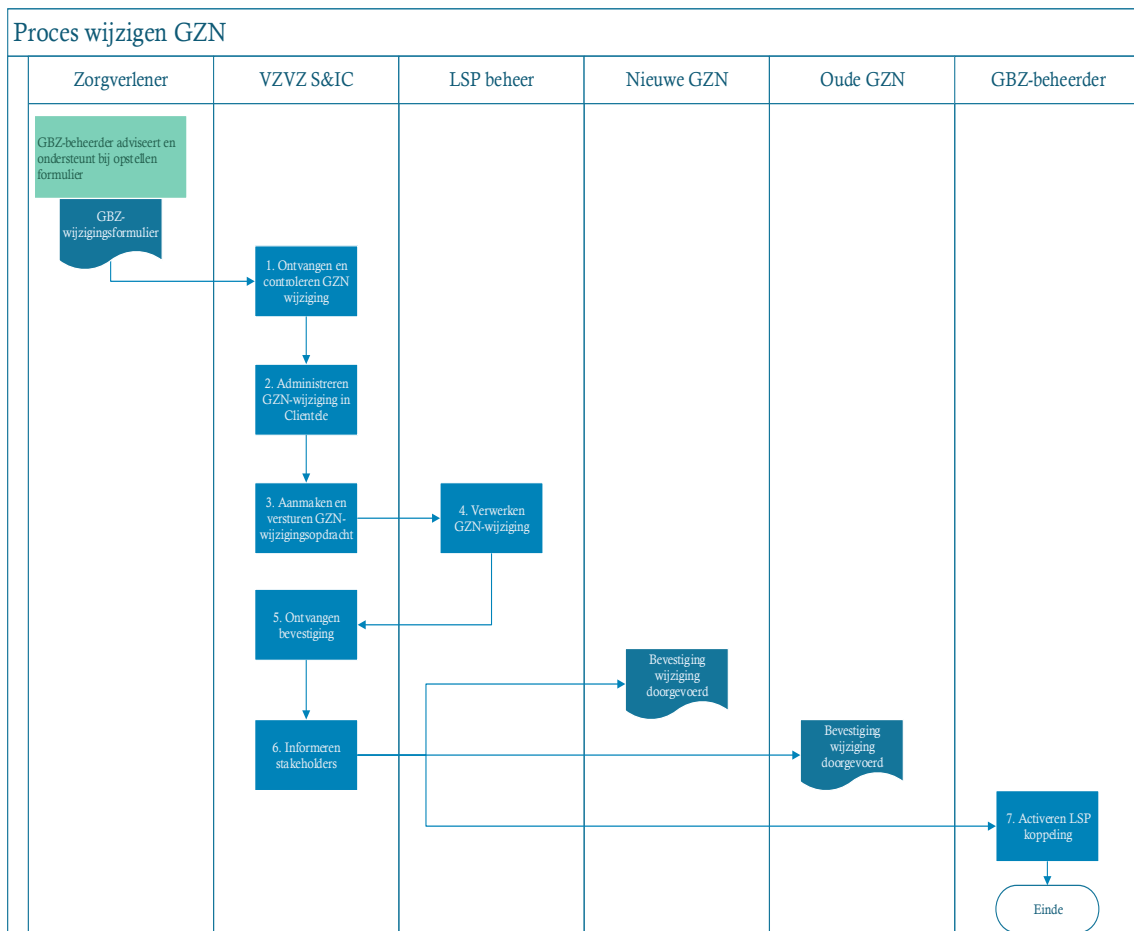 Proces wijzigen GZN
Zorgverlener
VZVZ S&IC
LSP beheer
Nieuwe GZN
Oude GZN
GBZ-beheerder
GBZ-beheerder adviseert en
ondersteunt bij opstellen
formulier
GBZ-
wijzigingsformulier
1. Ontvangen en
controleren GZN
wijziging
2. Administreren
GZN-wijziging in
Clientele
3. Aanmaken en
versturen GZN-
wijzigingsopdracht
4. Verwerken
GZN-wijziging
5. Ontvangen
bevestiging
6. Informeren
stakeholders
Bevestiging
wijziging
doorgevoerd
Bevestiging
wijziging
doorgevoerd
7. Activeren LSP
koppeling
Einde